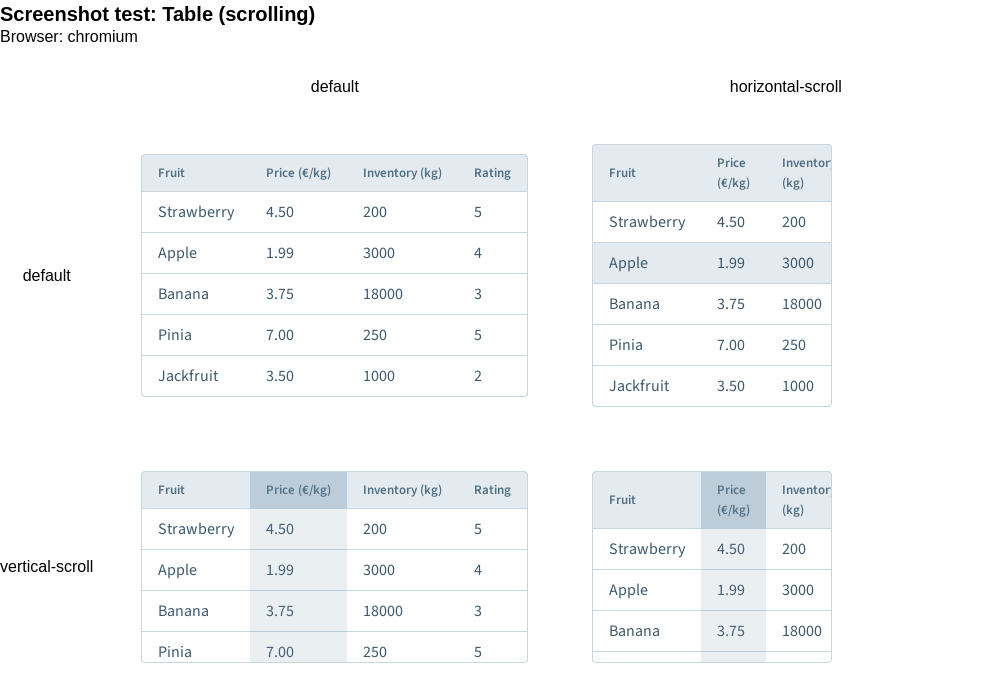 Screenshot test: Table (scrolling)
Browser: chromium
default horizontal-scroll
default
Fruit Price (€/kg) Inventory (kg) Rating
Strawberry 4.50 200 5
Apple 1.99 3000 4
Banana 3.75 18000 3
Pinia 7.00 250 5
Jackfruit 3.50 1000 2
Fruit Price (€/kg) Inventory (kg)
Strawberry 4.50 200
Apple 1.99 3000
Banana 3.75 18000
Pinia 7.00 250
Jackfruit 3.50 1000
vertical-scroll
Fruit Price (€/kg) Inventory (kg) Rating
Strawberry 4.50 200 5
Apple 1.99 3000 4
Banana 3.75 18000 3
Pinia 7.00 250 5
Fruit Price (€/kg) Inventory (kg)
Strawberry 4.50 200
Apple 1.99 3000
Banana 3.75 18000